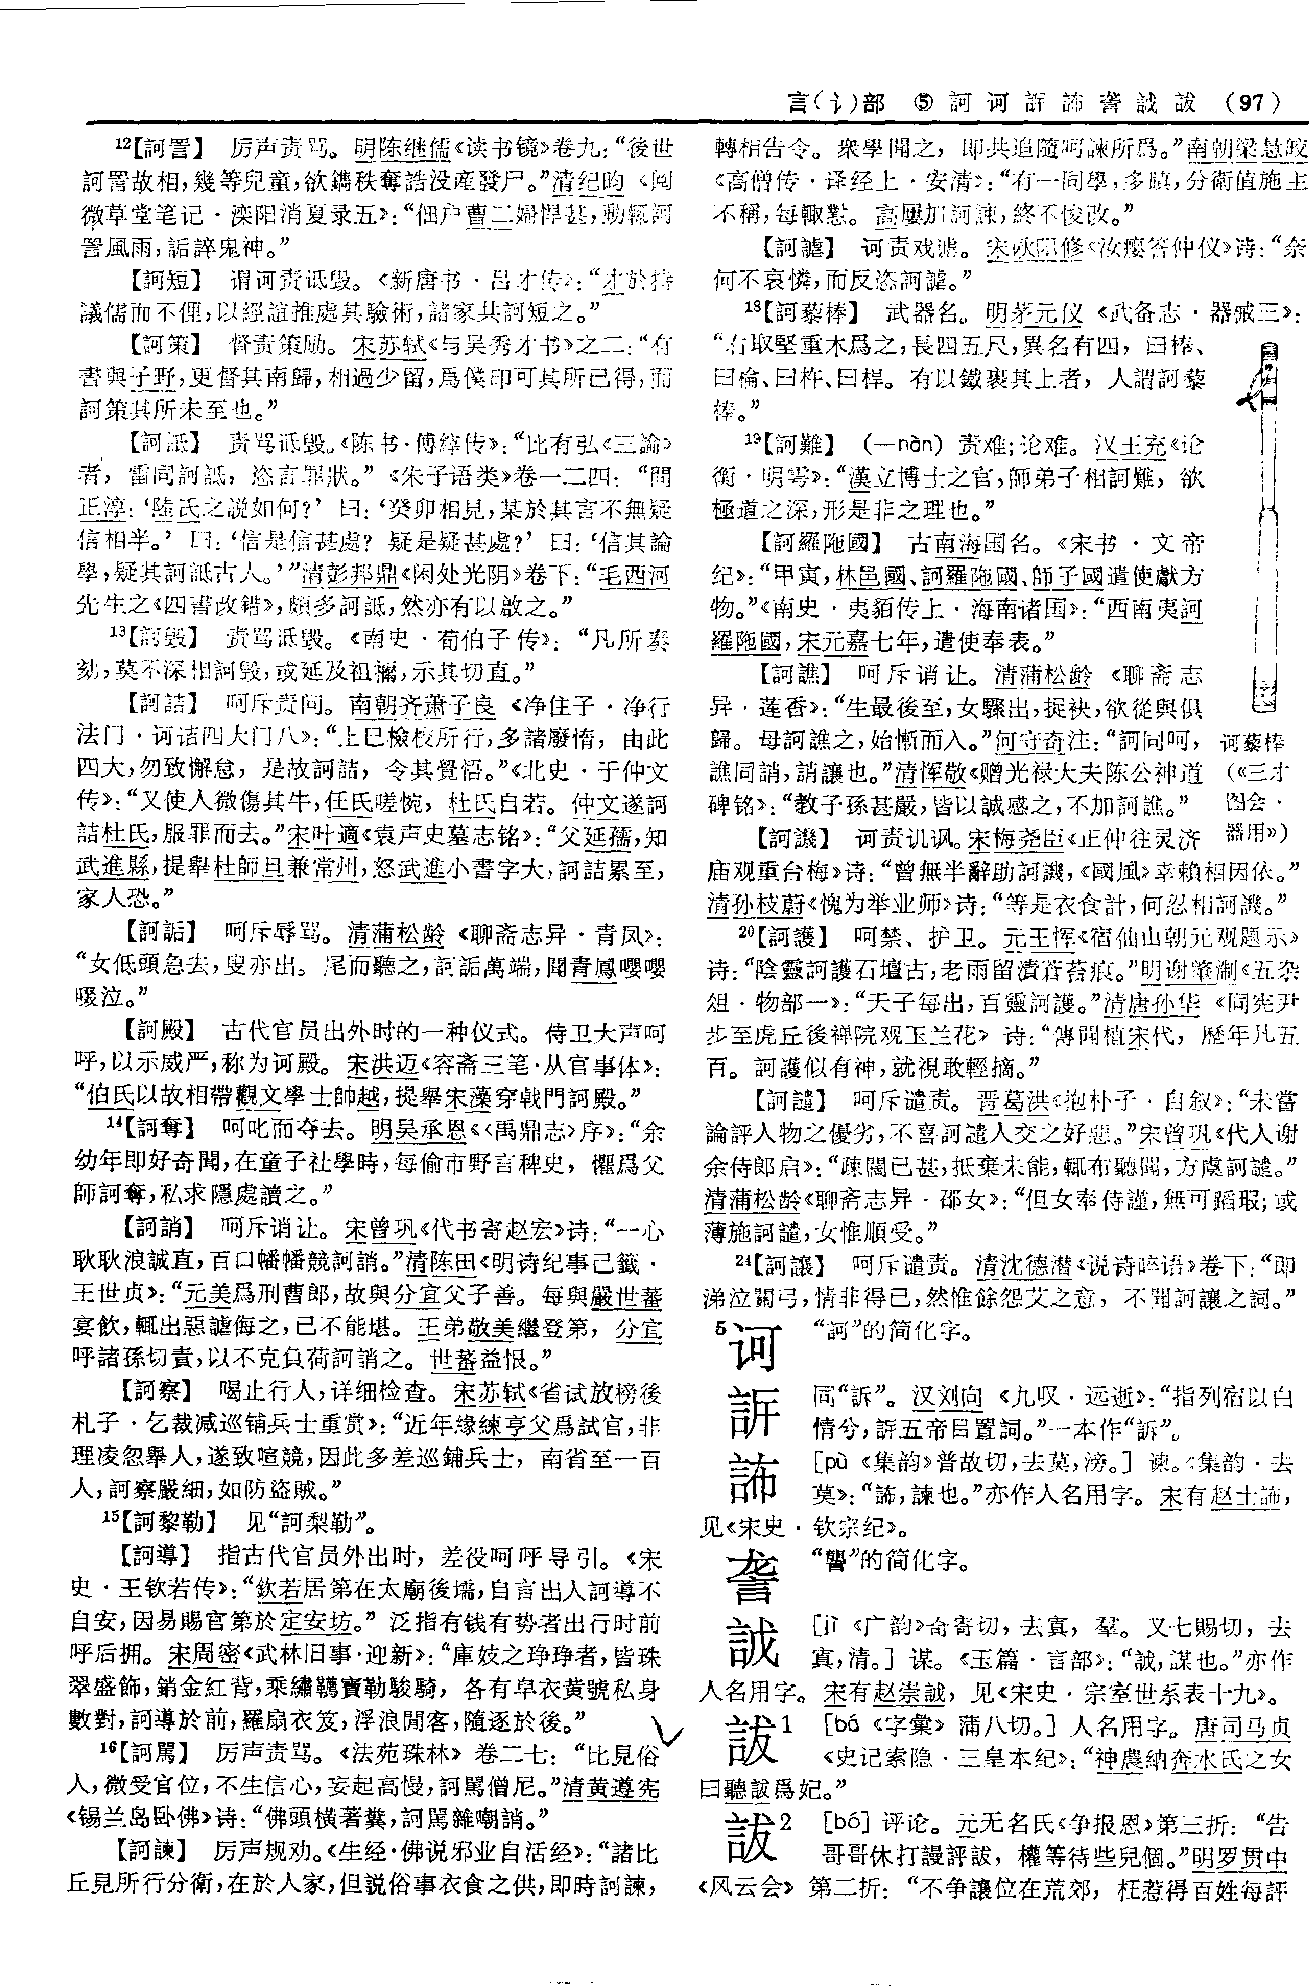 言(讠)部 ⑤ 訶诃訴䛠詟誠詙 (97)
12【訶詈】 厉声责骂。明陈继儒《读书镜》卷九:“後世
訶詈故相,幾等兒童,欲鐫秩奪誥没産發尸。”清纪昀《阅
微草堂笔记·滦阳消夏录五》:“佃户曹二婦悍甚,動輒訶
詈風雨,詬誶鬼神。”
【訶短】 谓诃责诋毁。《新唐书·吕才传》:“才於持
議儒而不俚,以經誼推處其驗術,諸家共訶短之。”
【訶策】 督责策励。宋苏轼《与吴秀才书》之二:“有
書與子野,更督其南歸,相過少留,爲僕印可其所已得,而
訶策其所未至也。”
【訶詆】 责骂诋毁。《陈书·傅縡传》:“比有弘《三論》
者,雷同訶詆,恣言罪狀。”《朱子语类》卷一二四:“問
正淳:‘陸氏之説如何?’曰:‘癸卯相見,某於其言不無疑
信相半。’曰:‘信是信甚處?疑是疑甚處?’曰:‘信其論
學,疑其訶詆古人。’”清彭邦鼎《闲处光阴》卷下:“毛西河
先生之《四書改錯》,頗多訶詆,然亦有以啟之。”
13【訶毀】 责骂诋毁。《南史·荀伯子传》:“凡所奏
劾,莫不深相訶毀,或延及祖禰,示其切直。”
【訶詰】 呵斥责问。南朝齐萧子良《净住子·净行
法门·诃诘四大门八》:“上已檢校所行,多諸廢惰,由此
四大,勿致懈怠,是故訶詰,令其覺悟。”《北史·于仲文
传》:“又使人微傷其牛,任氏嗟惋,杜氏自若。仲文遂訶
詰杜氏,服罪而去。”宋叶適《袁声史墓志铭》:“父延孺,知
武進縣,提舉杜師旦兼常州,怒武進小書字大,訶詰累至,
家人恐。”
【訶詬】 呵斥辱骂。清蒲松龄《聊斋志异·青凤》:
“女低頭急去,叟亦出。尾而聽之,訶詬萬端,聞青鳳嚶嚶
啜泣。”
【訶殿】 古代官员出外时的一种仪式。侍卫大声呵
呼,以示威严,称为诃殿。宋洪迈《容斋三笔·从官事体》:
“伯氏以故相帶觀文學士帥越,提舉宋藻穿戟門訶殿。”
14【訶奪】 呵叱而夺去。明吴承恩《〈禹鼎志〉序》:“余
幼年即好奇聞,在童子社學時,每偷市野言稗史,懼爲父
師訶奪,私求隱處讀之。”
【訶誚】 呵斥诮让。宋曾巩《代书寄赵宏》诗:“一心
耿耿浪誠直,百口幡幡競訶誚。”清陈田《明诗纪事己籤·
王世贞》:“元美爲刑曹郎,故與分宜父子善。每與嚴世蕃
宴飲,輒出惡謔侮之,已不能堪。王弟敬美繼登第,分宜
呼諸孫切責,以不克負荷訶誚之。世蕃益恨。”
【訶察】 喝止行人,详细检查。宋苏轼《省试放榜後
札子·乞裁减巡铺兵士重赏》:“近年缘練亨父爲試官,非
理凌忽舉人,遂致喧競,因此多差巡鋪兵士,南省至一百
人,訶察嚴細,如防盜賊。”
15【訶黎勒】 见“訶梨勒”。
【訶導】 指古代官员外出时,差役呵呼导引。《宋
史·王钦若传》:“欽若居第在太廟後壖,自言出入訶導不
自安,因易賜官第於定安坊。”泛指有钱有势者出行时前
呼后拥。宋周密《武林旧事·迎新》:“庫妓之琤琤者,皆珠
翠盛飾,銷金紅背,乘繡韉寶勒駿騎,各有皁衣黄號私身
數對,訶導於前,羅扇衣笈,浮浪閒客,隨逐於後。”
16【訶罵】 厉声责骂。《法苑珠林》卷二七:“比見俗
人,微受官位,不生信心,妄起高慢,訶罵僧尼。”清黄遵宪
《锡兰岛卧佛》诗:“佛頭橫著糞,訶罵雜嘲誚。”
【訶諫】 厉声规劝。《生经·佛说邪业自活经》:“諸比
丘見所行分衛,在於人家,但説俗事衣食之供,即時訶諫,
轉相告令。衆學聞之,即共追隨呵諫所爲。”南朝梁慧皎
《高僧传·译经上·安清》:“有一同學,多瞋,分衛值施主
不稱,每輒懟。高屢加訶諫,終不悛改。”
【訶謔】 诃责戏谑。宋欧阳修《汝瘿答仲仪》诗:“余
何不哀憐,而反恣訶謔。”
18【訶藜棒】 武器名。明茅元仪《武备志·器械三》:
“右取堅重木爲之,長四五尺,異名有四,曰棒、
曰棆、曰杵、曰桿。有以鐵裹其上者,人謂訶藜
棒。”
19【訶難】 (—nàn)责难;论难。汉王充《论
衡·明雩》:“漢立博士之官,師弟子相訶難,欲
極道之深,形是非之理也。”
【訶羅陁國】 古南海国名。《宋书·文帝
纪》:“甲寅,林邑國、訶羅陁國、師子國遣使獻方
物。”《南史·夷貊传上·海南诸国》:“西南夷訶
羅陁國,宋元嘉七年,遣使奉表。”
【訶譙】 呵斥诮让。清蒲松龄《聊斋志
异·莲香》:“生最後至,女驟出,捉袂,欲從與俱
歸。母訶譙之,始慚而入。”何守奇注:“訶同呵,
譙同誚,誚讓也。”清恽敬《赠光禄大夫陈公神道
碑铭》:“教子孫甚嚴,皆以誠感之,不加訶譙。”
訶藜棒
(《三才
图会·
器用》)
【訶譏】 诃责讥讽。宋梅尧臣《正仲往灵济
庙观重台梅》诗:“曾無半辭助訶譏,《國風》幸賴相因依。”
清孙枝蔚《愧为举业师》诗:“等是衣食計,何忍相訶譏。”
20【訶護】 呵禁、护卫。元王恽《宿仙山朝元观题示》
诗:“陰靈訶護石壇古,老雨留漬蒼苔痕。”明谢肇淛《五杂
俎·物部一》:“天子每出,百靈訶護。”清唐孙华《同宪尹
步至虎丘後禅院观玉兰花》诗:“傳聞植宋代,歷年凡五
百。訶護似有神,孰視敢輕摘。”
【訶譴】 呵斥谴责。晋葛洪《抱朴子·自叙》:“未嘗
論評人物之優劣,不喜訶譴人交之好惡。”宋曾巩《代人谢
余侍郎启》:“疎闊已甚,抵棄未能,輒布聽聞,方虞訶譴。”
清蒲松龄《聊斋志异·邵女》:“但女奉侍謹,無可蹈瑕;或
薄施訶譴,女惟順受。”
24【訶讓】 呵斥谴责。清沈德潜《说诗晬语》卷下:“即
涕泣關弓,情非得已,然惟餘怨艾之意,不聞訶讓之詞。”
5诃 “訶”的简化字。
訴 同“訴”。汉刘向《九叹·远逝》:“指列宿以白
情兮,訴五帝目置詞。”一本作“訴”。
䛠 [pù《集韵》普故切,去莫,滂。]谏。《集韵·去
莫》:“䛠,諫也。”亦作人名用字。宋有赵士䛠,
见《宋史·钦宗纪》。
詟 “讋”的简化字。
[jì《广韵》奇寄切,去寘,羣。又七賜切,去
寘,清。]谋。《玉篇·言部》:“,謀也。”亦作
人名用字。宋有赵崇,见《宋史·宗室世系表十九》。
詙1 [bá《字彙》蒲八切。]人名用字。唐司马贞
《史记索隐·三皇本纪》:“神農納奔水氏之女
曰聽詙爲妃。”
詙2 [bó]评论。元无名氏《争报恩》第三折:“告
哥哥休打謾評詙,權等待些兒個。”明罗贯中
《风云会》第二折:“不争讓位在荒郊,枉惹得百姓每評